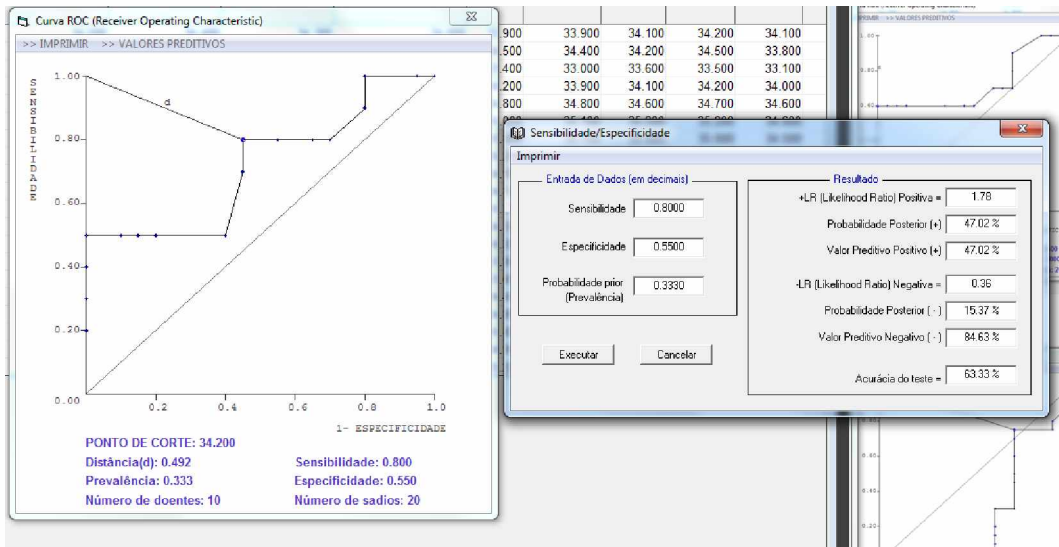 Curva ROC (Receiver Operating Characteristic)
>> IMPRIMIR >> VALORES PREDITIVOS
SENSIBILIDADE
1.00
d
0.80
0.60
0.40
0.20
0.00
0.2 0.4 0.6 0.8 1.0
1- ESPECIFICIDADE
PONTO DE CORTE: 34.200
Distância(d): 0.492 Sensibilidade: 0.800
Prevalência: 0.333 Especificidade: 0.550
Número de doentes: 10 Número de sadios: 20
.900 33.900 34.100 34.200 34.100
.500 34.400 34.200 34.500 33.800
.400 33.000 33.600 33.500 33.100
.200 33.900 34.100 34.200 34.000
.800 34.800 34.600 34.700 34.600
Sensibilidade/Especificidade
Imprimir
Entrada de Dados (em decimais)
Sensibilidade 0.8000
Especificidade 0.5500
Probabilidade prior
(Prevalência) 0.3330
Executar Cancelar
Resultado
+LR (Likelihood Ratio) Positiva = 1.78
Probabilidade Posterior (+) 47.02 %
Valor Preditivo Positivo (+) 47.02 %
-LR (Likelihood Ratio) Negativa = 0.36
Probabilidade Posterior ( - ) 15.37 %
Valor Preditivo Negativo ( - ) 84.63 %
Acurácia do teste = 63.33 %
>> VALORES PREDITIVOS